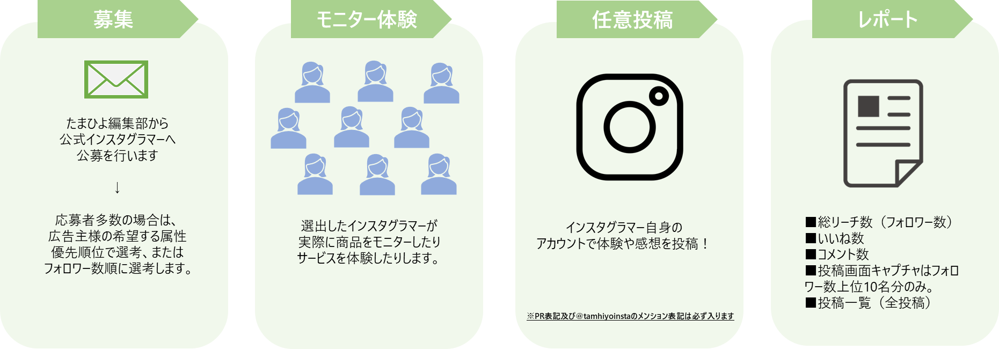 募集
たまひよ編集部から
公式インスタグラマーへ
公募を行います
↓
応募者多数の場合は、
広告主様の希望する属性
優先順位で選考、または
フォロワー数順に選考します。
モニター体験
選出したインスタグラマーが
実際に商品をモニターしたり
サービスを体験したりします。
任意投稿
インスタグラマー自身の
アカウントで体験や感想を投稿！
※PR表記及び@tamhiyoinstaのメンション表記は必ず入ります
レポート
■総リーチ数（フォロワー数）
■いいね数
■コメント数
■投稿画面キャプチャはフォロ
ワー数上位10名分のみ。
■投稿一覧（全投稿）